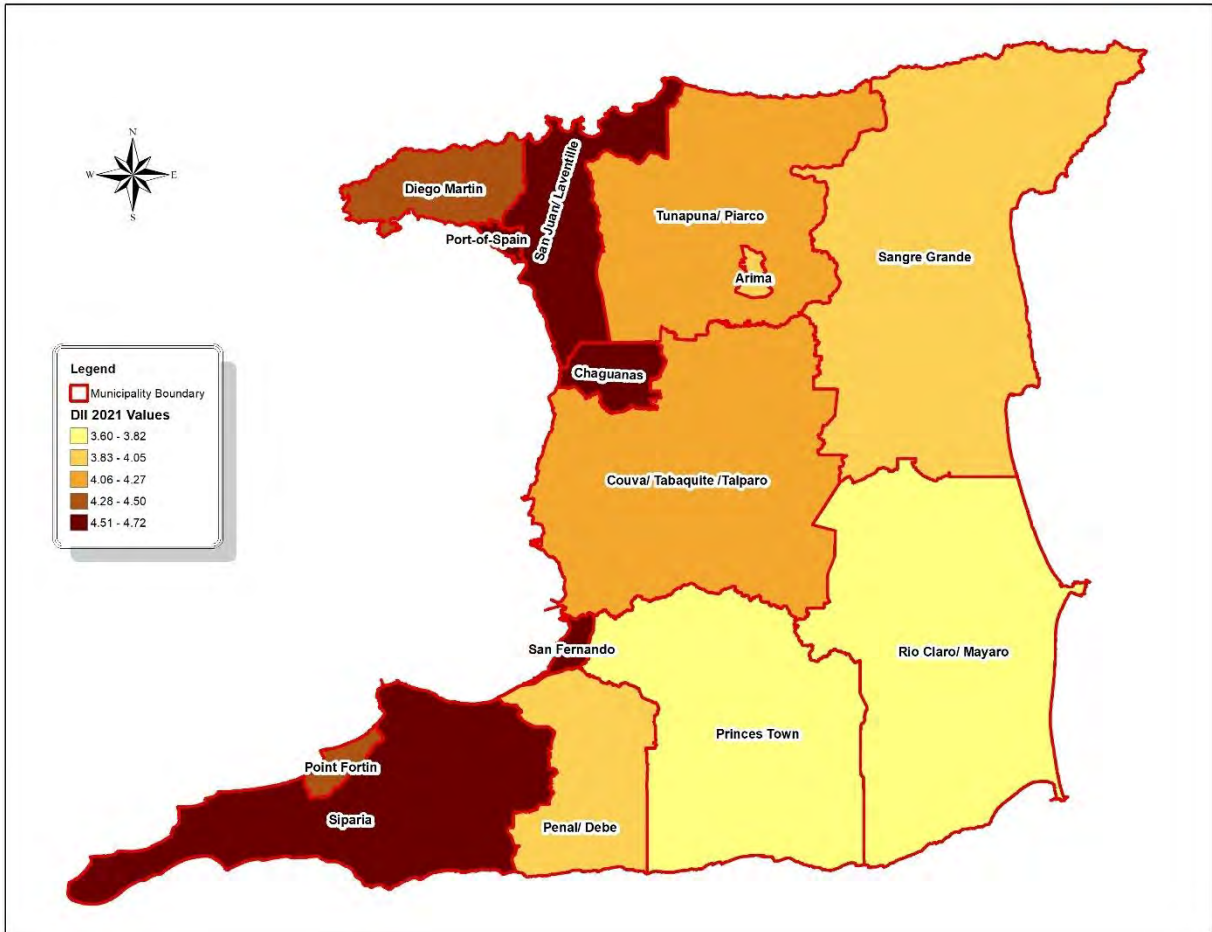 N
W
E
S
Diego Martin
San Juan/ Laventille
Port-of-Spain
Tunapuna/ Piarco
Arima
Sangre Grande
Chaguanas
Couva/ Tabaquite /Talparo
San Fernando
Rio Claro/ Mayaro
Princes Town
Point Fortin
Siparia
Penal/ Debe
Legend
Municipality Boundary
DII 2021 Values
3.60 - 3.82
3.83 - 4.05
4.06 - 4.27
4.28 - 4.50
4.51 - 4.72